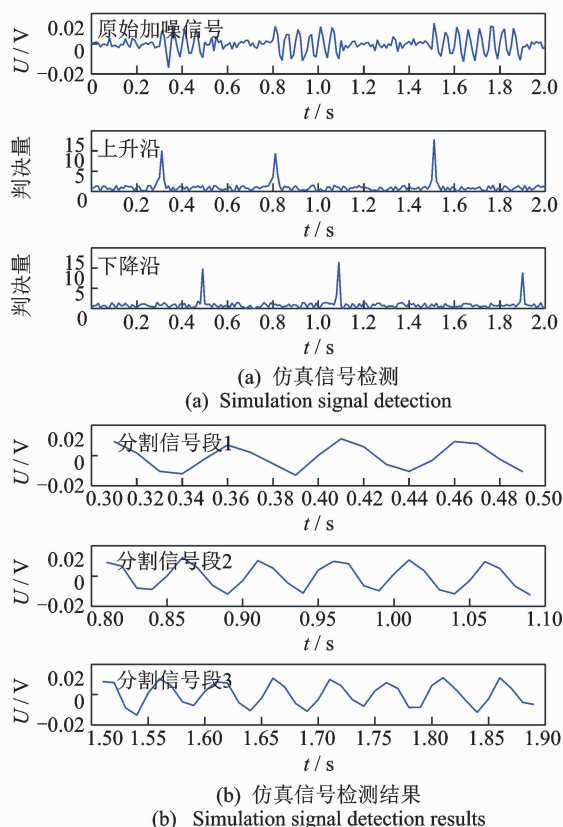 原始加噪信号
U / V
0.02
0
−0.02
0 0.2 0.4 0.6 0.8 1.0 1.2 1.4 1.6 1.8 2.0
t / s
上升沿
判决量
15
10
5
0
0.2 0.4 0.6 0.8 1.0 1.2 1.4 1.6 1.8 2.0
t / s
下降沿
判决量
15
10
5
0
0.2 0.4 0.6 0.8 1.0 1.2 1.4 1.6 1.8 2.0
t / s
(a) 仿真信号检测
(a) Simulation signal detection
分割信号段1
U / V
0.02
0
−0.02
0.30 0.32 0.34 0.36 0.38 0.40 0.42 0.44 0.46 0.48 0.50
t / s
分割信号段2
U / V
0.02
0
−0.02
0.80 0.85 0.90 0.95 1.00 1.05 1.10
t / s
分割信号段3
U / V
0.02
0
−0.02
1.50 1.55 1.60 1.65 1.70 1.75 1.80 1.85 1.90
t / s
(b) 仿真信号检测结果
(b) Simulation signal detection results